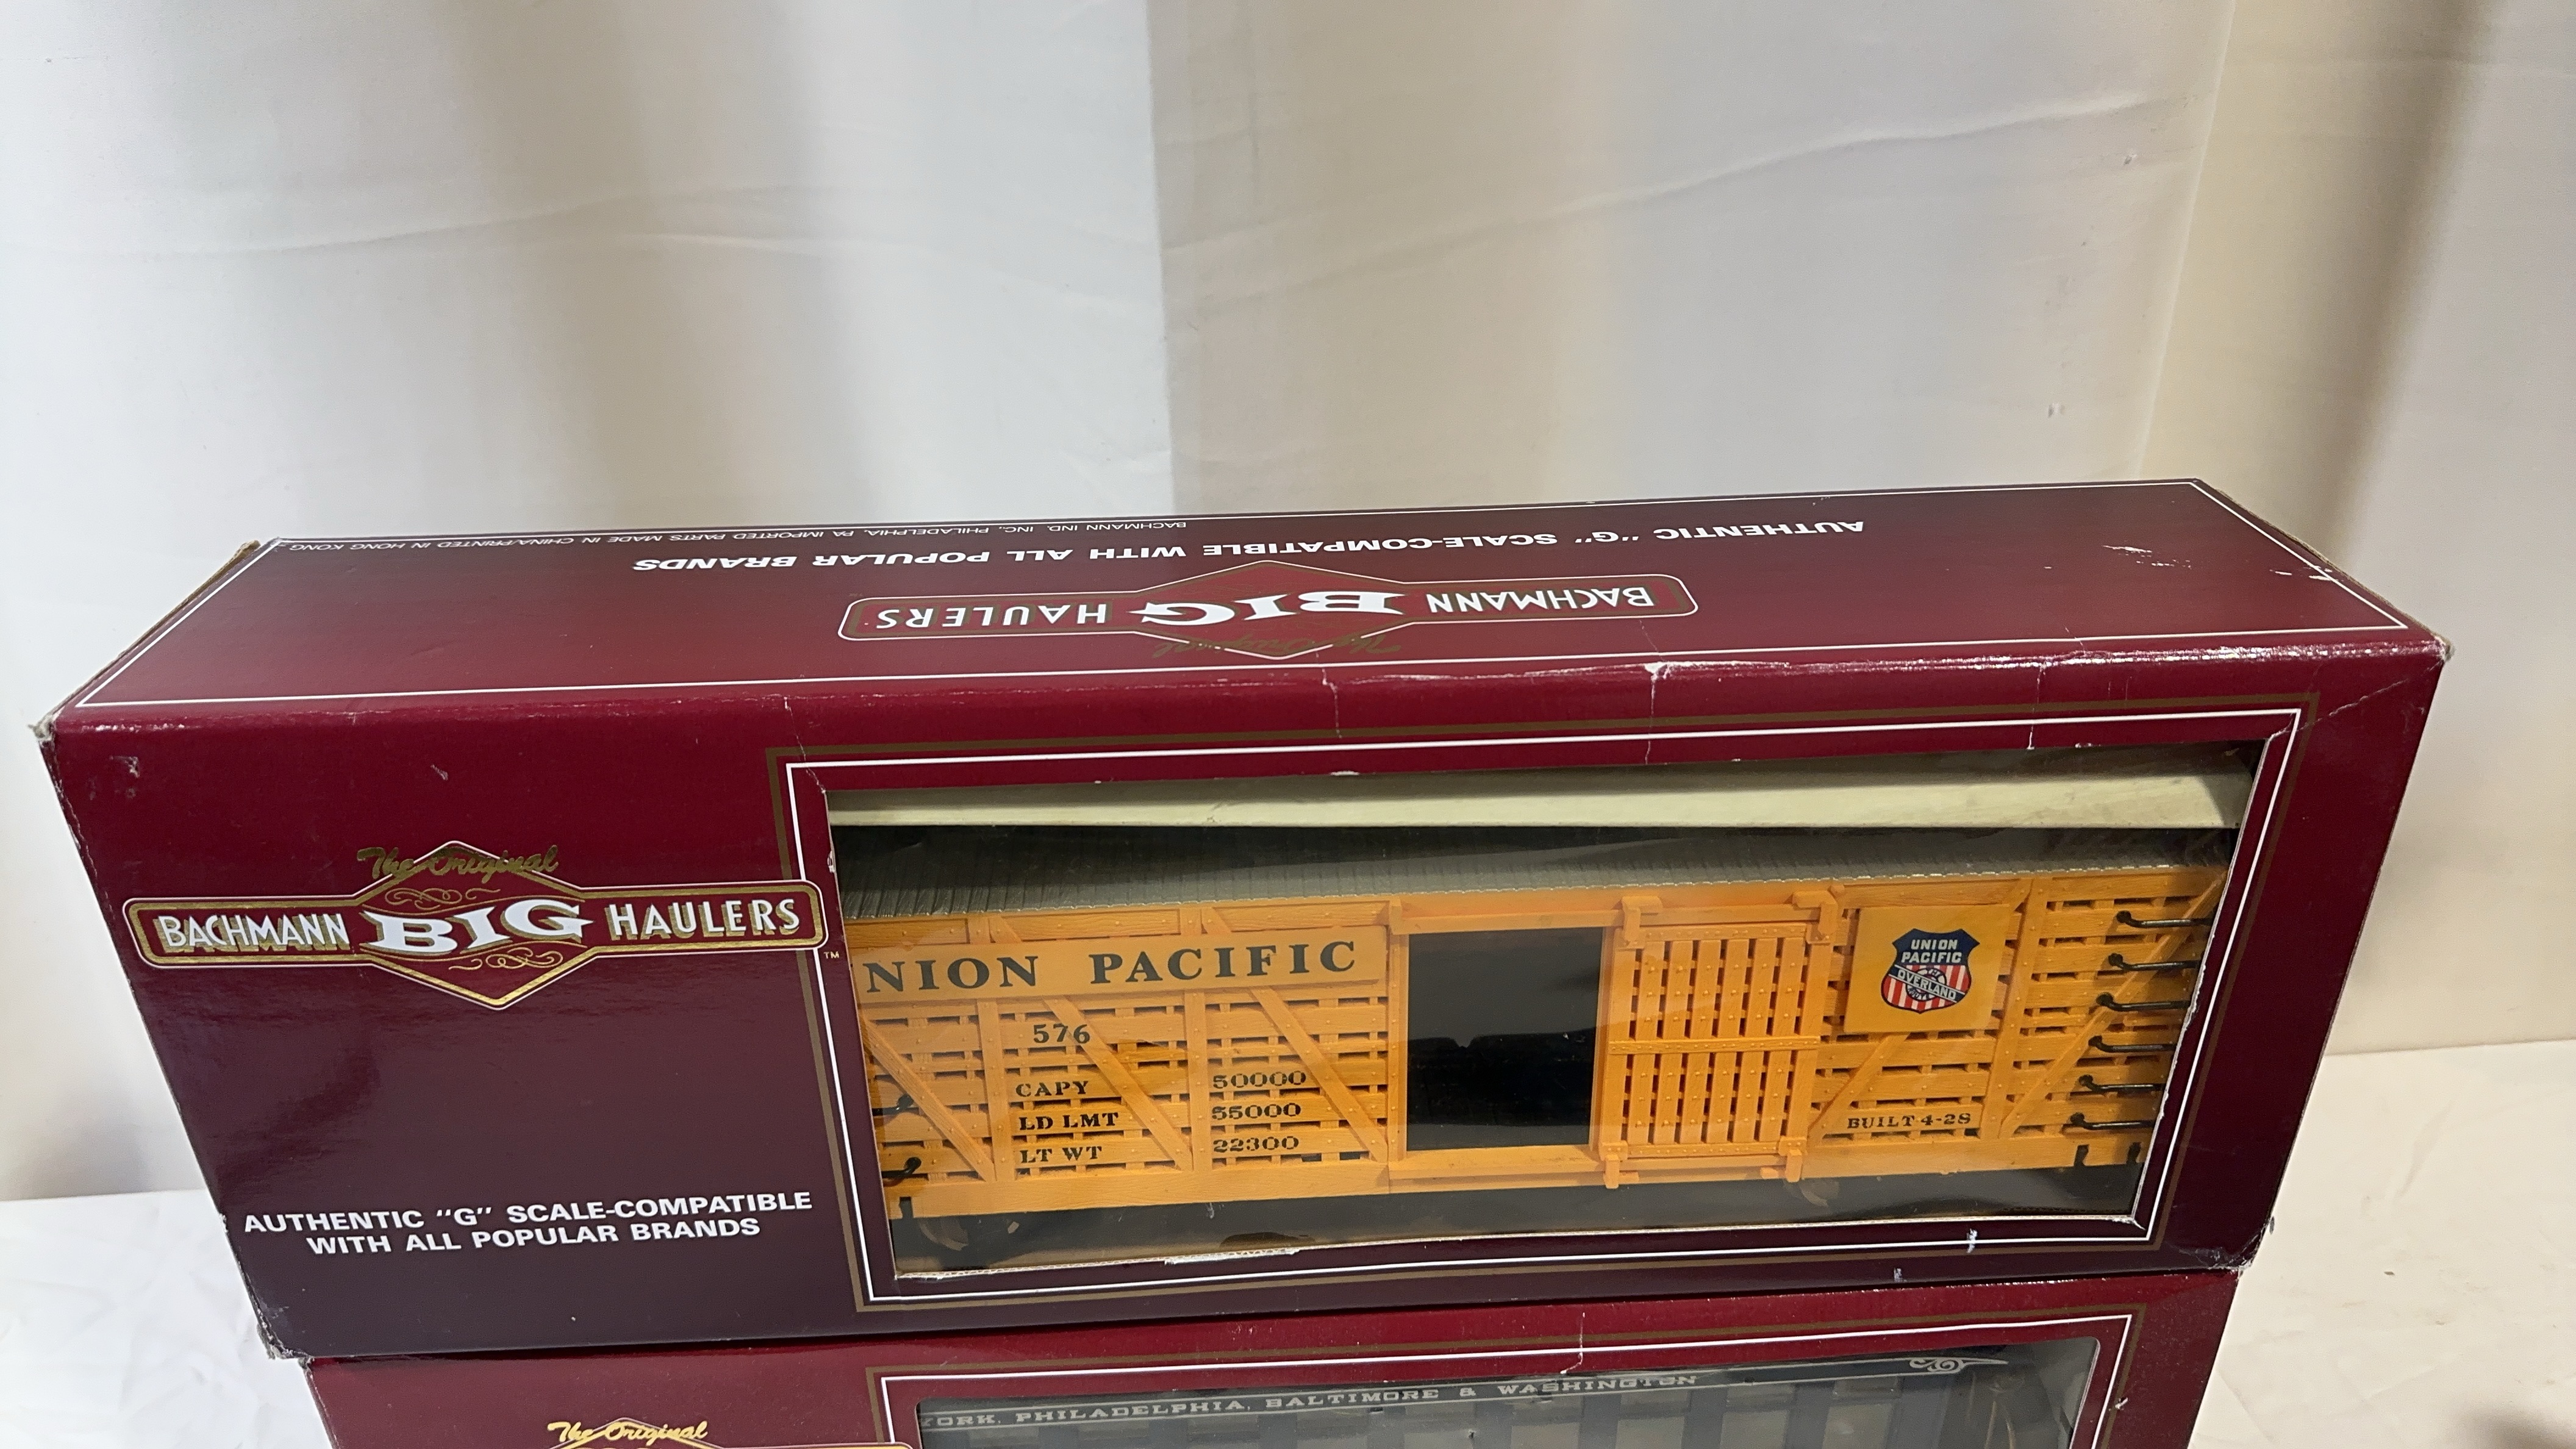 BACHMANN IND. INC., PHILADELPHIA, PA IMPORTED PARTS MADE IN CHINA/PRINTED IN HONG KONG
AUTHENTIC "G" SCALE-COMPATIBLE WITH ALL POPULAR BRANDS
The Original
BACHMANN BIG HAULERS
The Original
BACHMANN BIG HAULERS
TM
AUTHENTIC "G" SCALE-COMPATIBLE
WITH ALL POPULAR BRANDS
NION PACIFIC
576
CAPY 50000
LD LMT 55000
LT WT 22300
UNION
PACIFIC
OVERLAND
BUILT 4-28
The Original
YORK, PHILADELPHIA, BALTIMORE & WASHINGTON